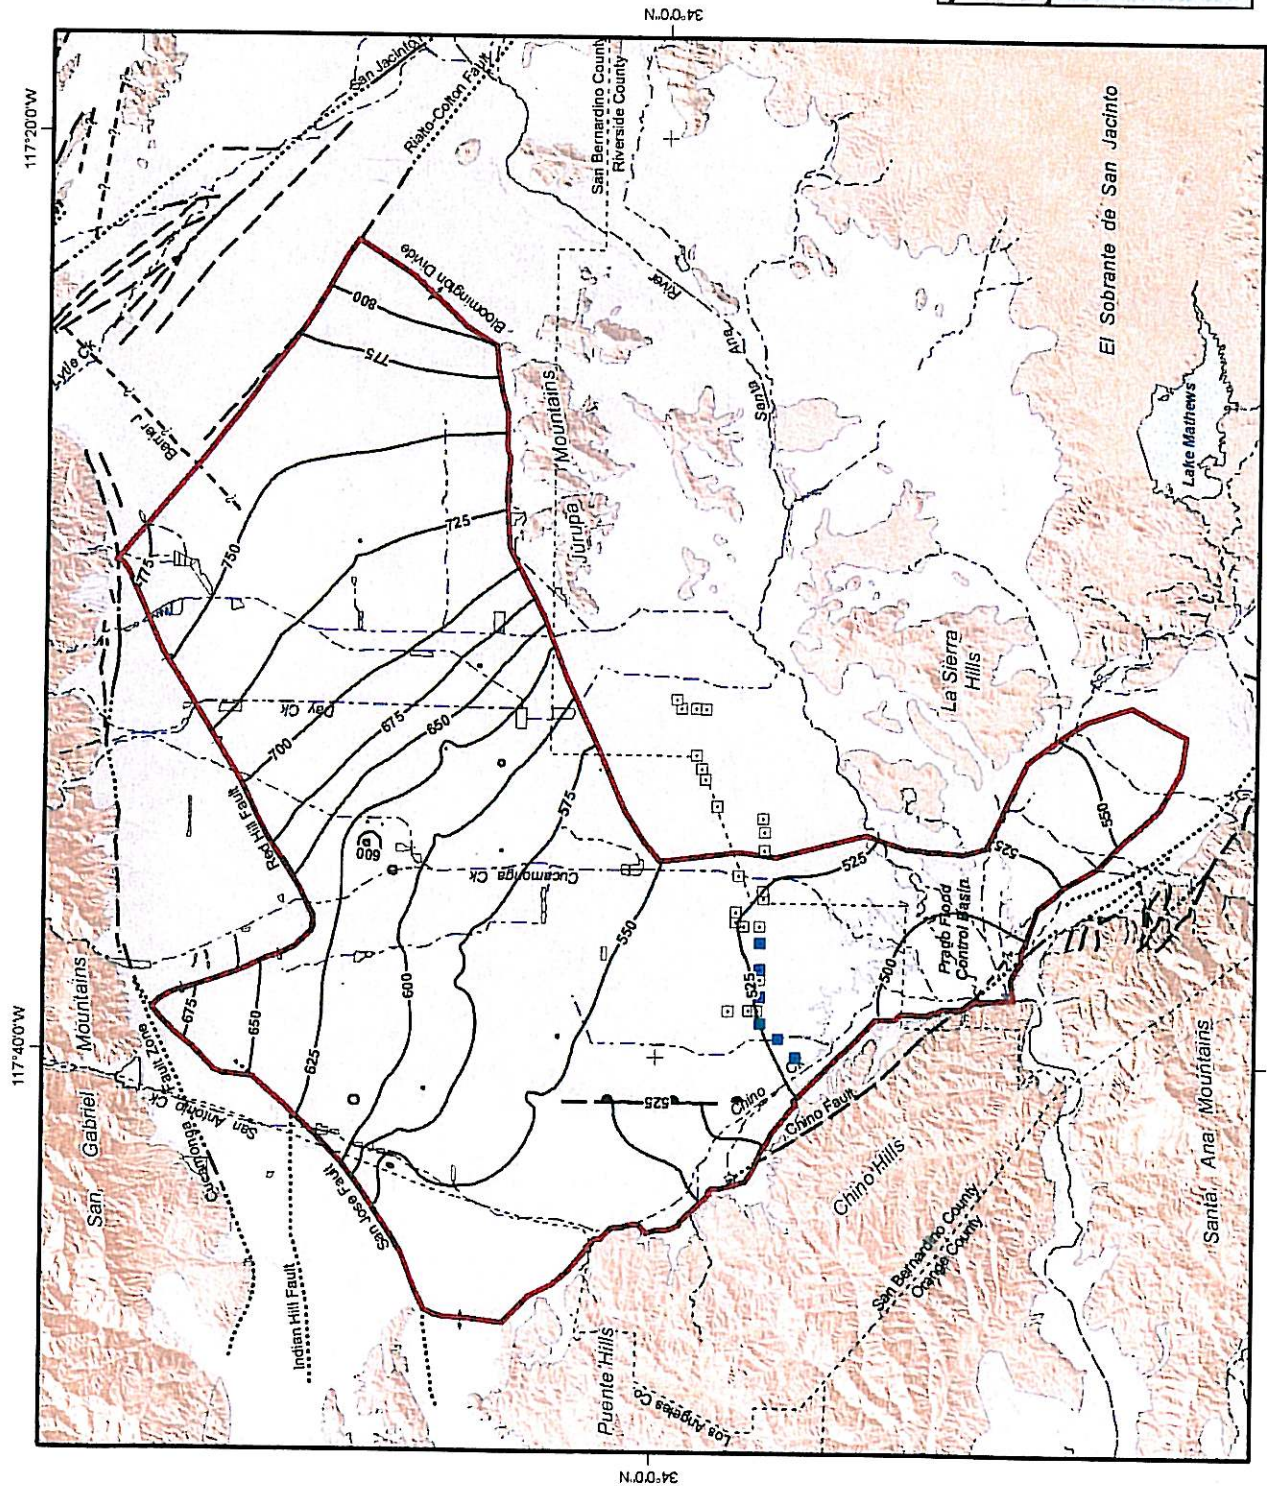 117°40'0"W
117°20'0"W
34°0'0"N
34°0'0"N
San Gabriel Mountains
Cucamonga Fault Zone
San Antonio Ck
Indian Hill Fault
San Jose Fault
Red Hill Fault
Lytle Ck
Barrier J
San Jacinto
Rialto-Colton Fault
Bloomington Divide
Day Ck
Cucamonga Ck
Jurupa Mountains
San Bernardino County
Riverside County
Santa Ana River
Puente Hills
Los Angeles Co
Chino Hills
Chino Fault
Chino Ck
San Bernardino County
Orange County
Prado Flood
Control Basin
La Sierra
Hills
El Sobrante de San Jacinto
Lake Mathews
Santa Ana Mountains
675
650
625
600
600
575
550
525
525
525
525
500
550
775
750
725
700
675
650
775
800
?
?
?
?